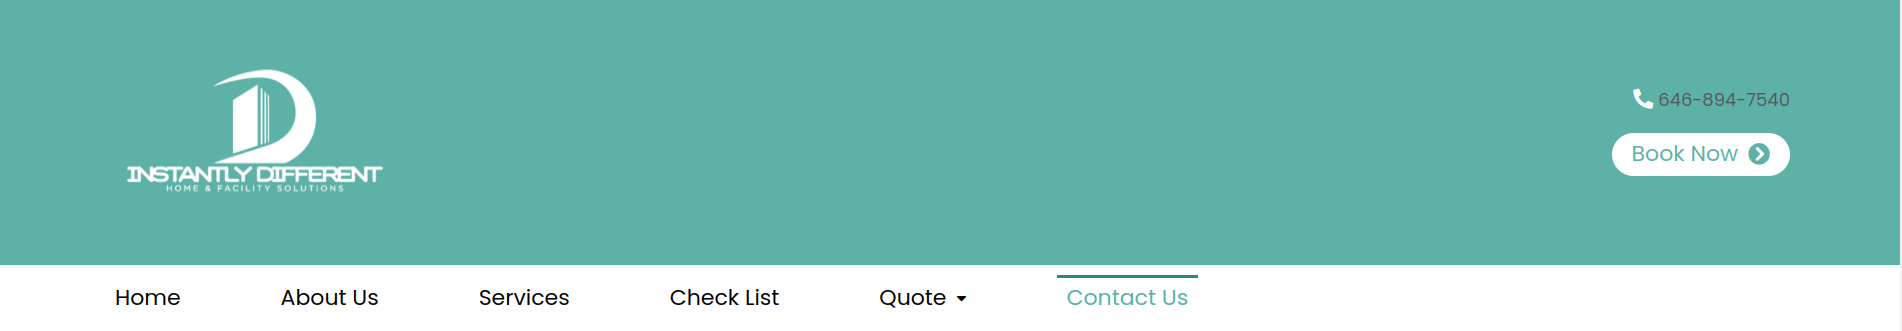 INSTANTLY DIFFERENT
HOME & FACILITY SOLUTIONS
646-894-7540
Book Now
Home About Us Services Check List Quote Contact Us